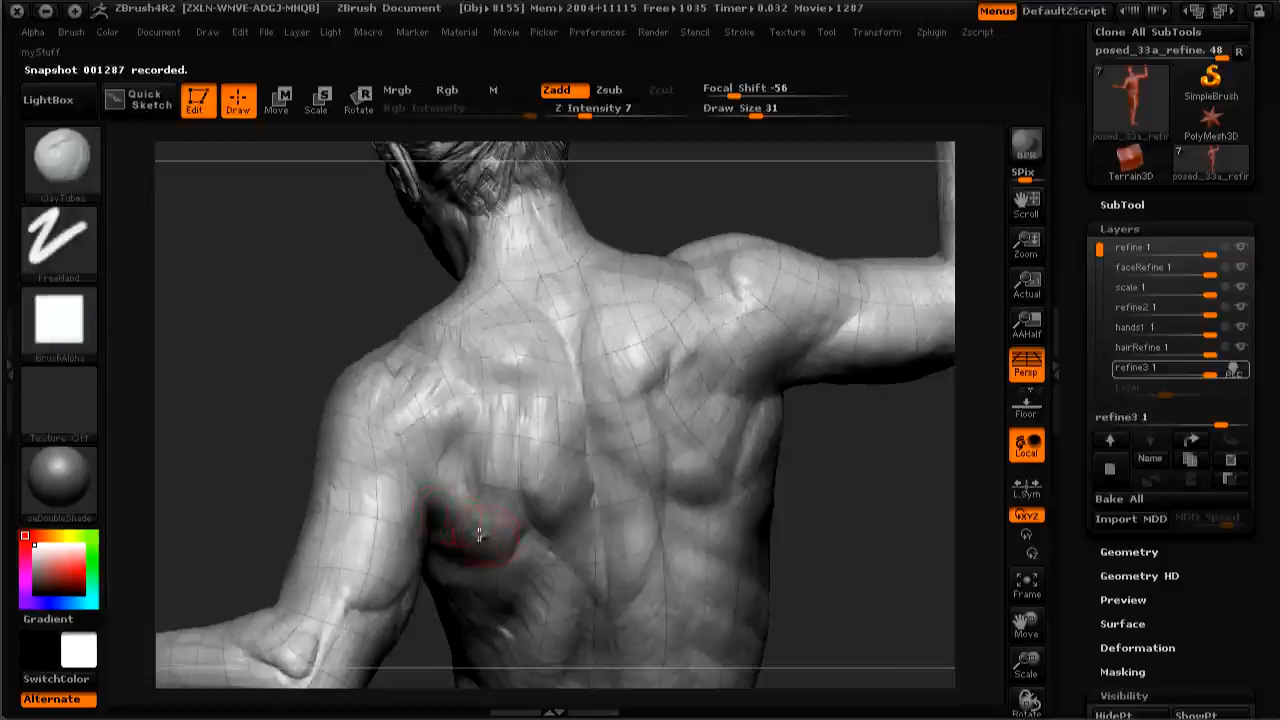 ZBrush4R2 [ZXLN-WMVE-ADGJ-MHQB] ZBrush Document [Obj▸8155] Mem▸2004+11115 Free▸1035 Timer▸0.032 Movie▸1287 Menus DefaultZScript
Alpha Brush Color Document Draw Edit File Layer Light Macro Marker Material Movie Picker Preferences Render Stencil Stroke Texture Tool Transform Zplugin Zscript
myStuff
Snapshot 001287 recorded.
LightBox
Quick Sketch
Edit
Draw
Move
Scale
Rotate
Mrgb Rgb M
Rgb Intensity
Zadd Zsub Zcut
Z Intensity 7
Focal Shift -56
Draw Size 31
ClayTubes
FreeHand
BrushAlpha
Texture Off
Gradient
SwitchColor
Alternate
BPR
SPix
Scroll
Zoom
Actual
AAHalf
Persp
Floor
Local
L.Sym
XYZ
Frame
Move
Scale
Rotate
Clone All SubTools
posed_33a_refine. 48 R
7
SimpleBrush
posed_33a_refir
PolyMesh3D
7
Terrain3D
posed_33a_refir
SubTool
Layers
refine 1
faceRefine 1
scale 1
refine2 1
hands1 1
hairRefine 1
refine3 1 REC
Layer
refine3 1
Name
Bake All
Import MDD MDD Speed
Geometry
Geometry HD
Preview
Surface
Deformation
Masking
Visibility
HidePt ShowPt